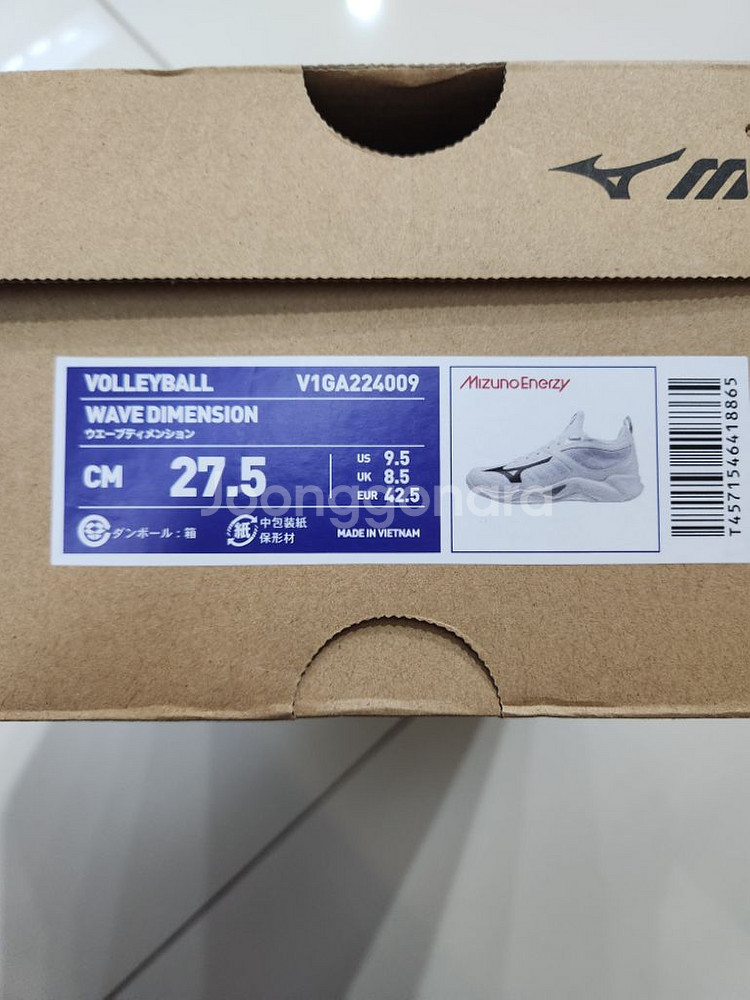 VOLLEYBALL V1GA224009
WAVE DIMENSION
ウエーブディメンション
CM 27.5
US 9.5
UK 8.5
EUR 42.5
ダンボール：箱
紙
中包装紙
保形材
MADE IN VIETNAM
MizunoEnerzy
T4571546418865
Joonggonara